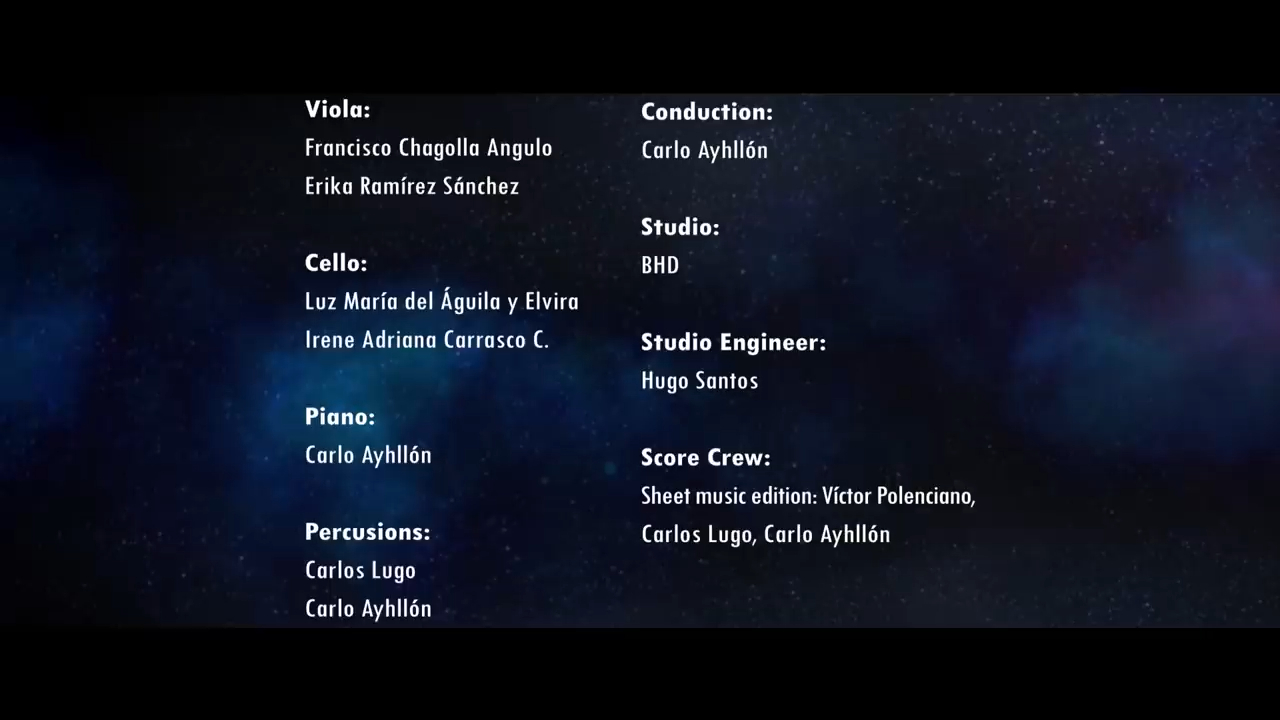 Viola:
Francisco Chagolla Angulo
Erika Ramírez Sánchez
Cello:
Luz María del Águila y Elvira
Irene Adriana Carrasco C.
Piano:
Carlo Ayhllón
Percusions:
Carlos Lugo
Carlo Ayhllón
Conduction:
Carlo Ayhllón
Studio:
BHD
Studio Engineer:
Hugo Santos
Score Crew:
Sheet music edition: Víctor Polenciano,
Carlos Lugo, Carlo Ayhllón